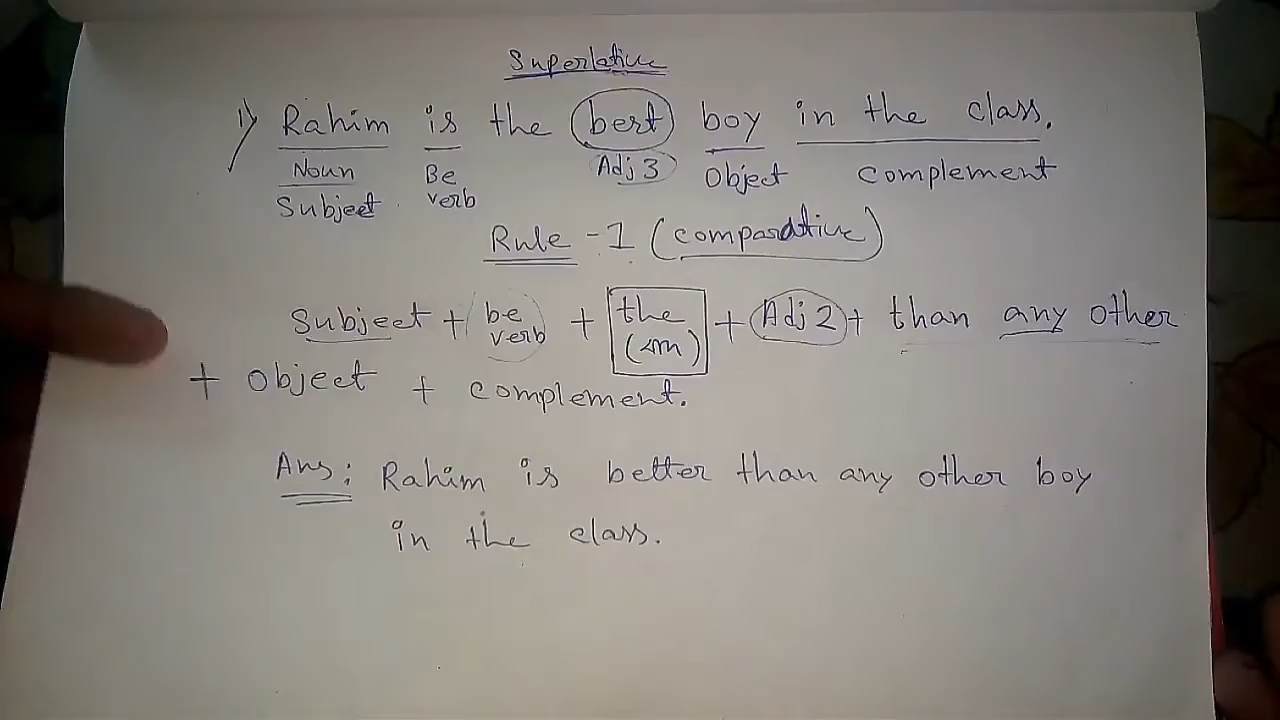 Superlative
1) Rahim is the best boy in the class.
Noun Be verb Adj 3 Object complement
Subject
Rule -1 (comparative)
Subject + be verb + the + Adj 2 + than any other
+ object + complement.
Ans: Rahim is better than any other boy
in the class.